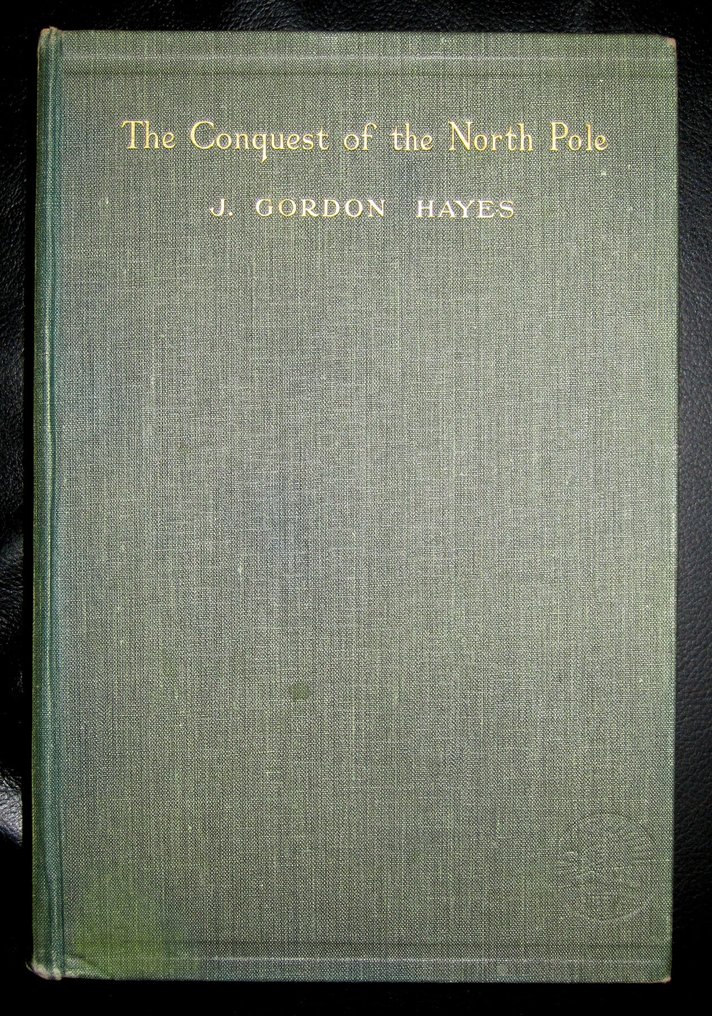 The Conquest of the North Pole
J. GORDON HAYES